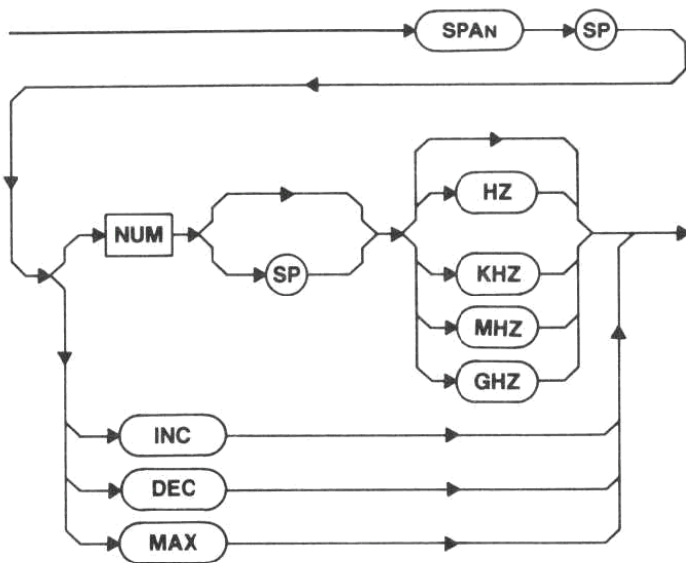 SPAN SP
NUM
SP
HZ
KHZ
MHZ
GHZ
INC
DEC
MAX